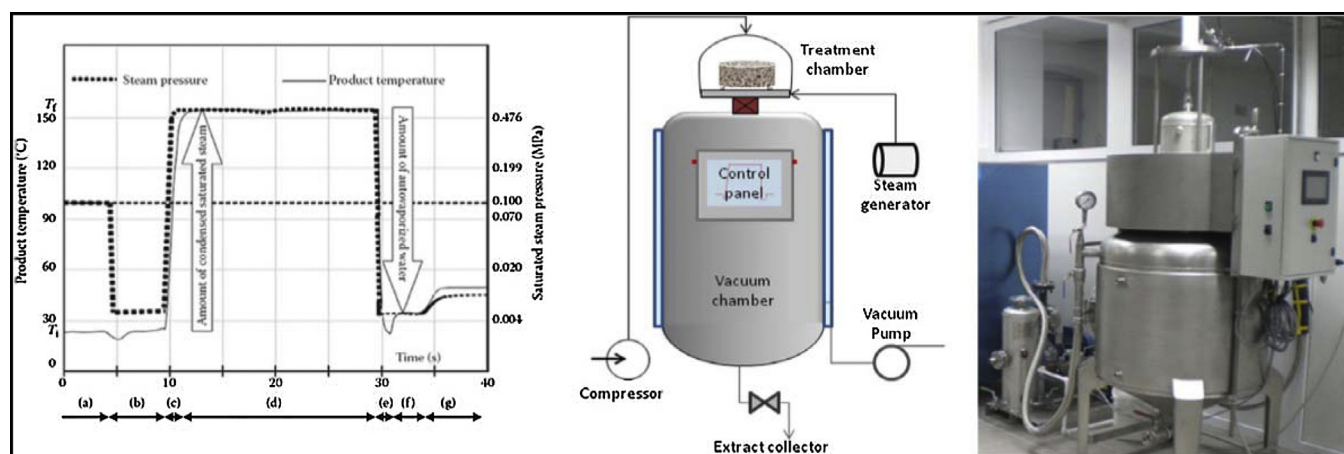 Steam pressure
Product temperature
Tf
150
120
90
60
30
Ti
0
Product temperature (°C)
0.476
0.199
0.100
0.070
0.020
0.004
Saturated steam pressure (MPa)
Amount of condensed saturated steam
Amount of autovaporized water
Time (s)
0
10
20
30
40
(a)
(b)
(c)
(d)
(e)
(f)
(g)
Treatment
chamber
Control
panel
Steam
generator
Vacuum
chamber
Vacuum
Pump
Compressor
Extract collector